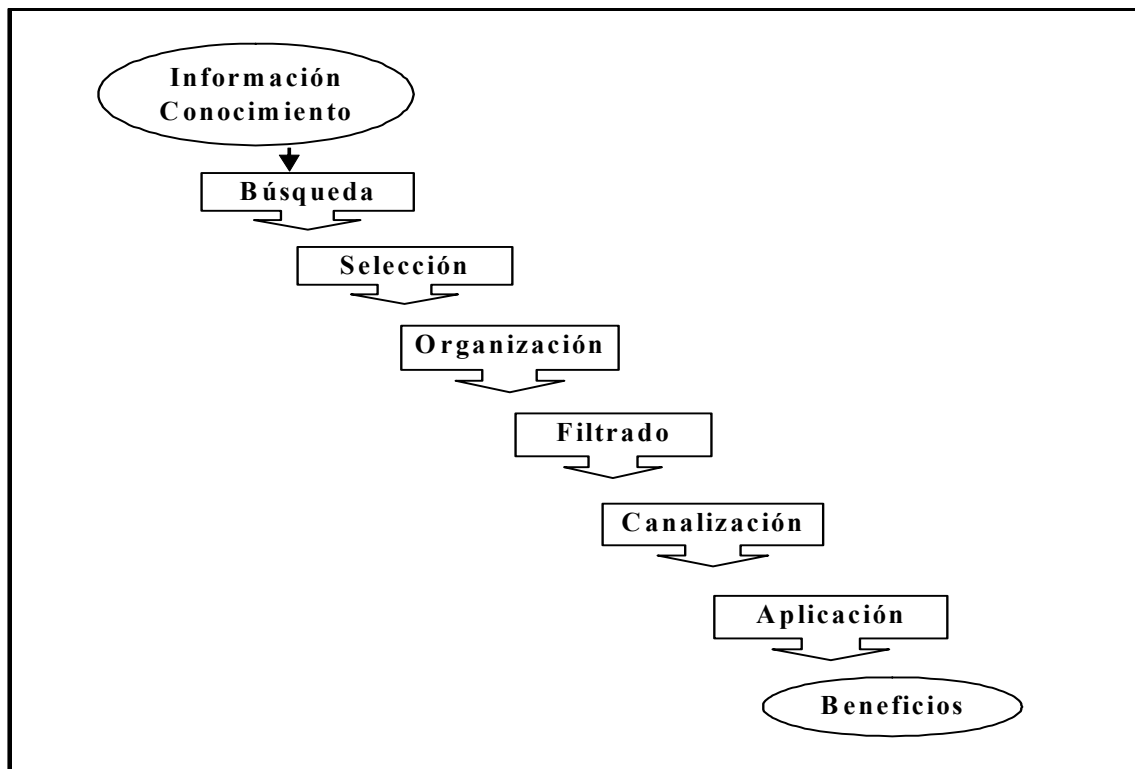 Información
Conocimiento
Búsqueda
Selección
Organización
Filtrado
Canalización
Aplicación
Beneficios